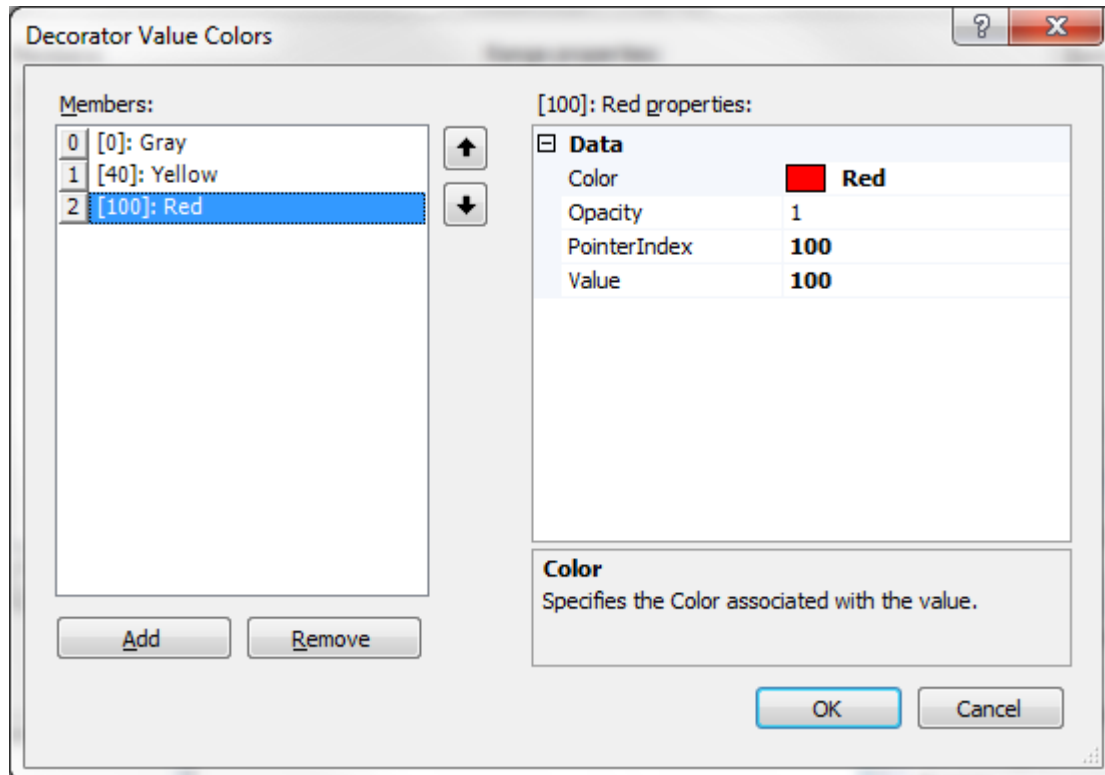 Decorator Value Colors
Members:
0 [0]: Gray
1 [40]: Yellow
2 [100]: Red
Add Remove
[100]: Red properties:
Data
Color Red
Opacity 1
PointerIndex 100
Value 100
Color
Specifies the Color associated with the value.
OK Cancel